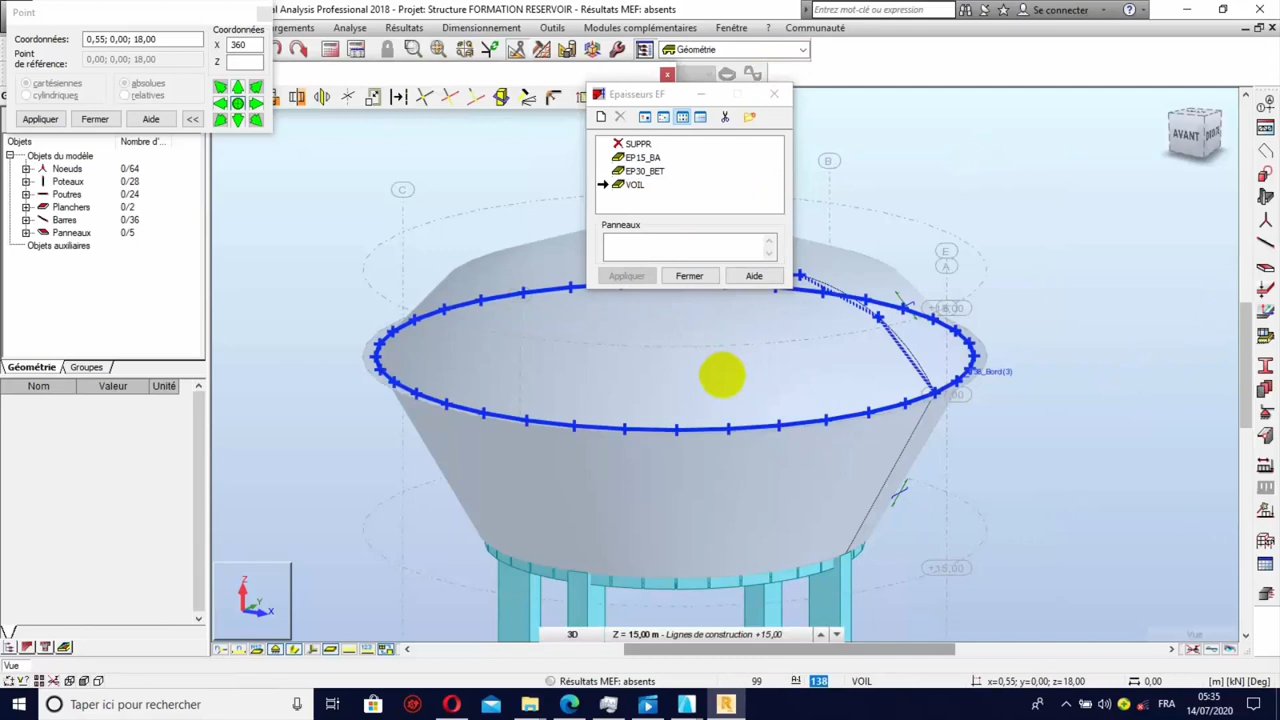 Point
al Analysis Professional 2018 - Projet: Structure FORMATION RESERVOIR - Résultats MEF: absents
Entrez mot-clé ou expression
Se connecter
rgements Analyse Résultats Dimensionnement Outils Modules complémentaires Fenêtre ? Communauté
Coordonnées: 0,55; 0,00; 18,00
Point
de référence: 0,00; 0,00; 18,00
cartésiennes absolues
cylindriques relatives
Appliquer Fermer Aide <<
Coordonnées
X 360
Z
Géométrie
Objets Nombre d'...
Objets du modèle
Noeuds 0/64
Poteaux 0/28
Poutres 0/24
Planchers 0/2
Barres 0/36
Panneaux 0/5
Objets auxiliaires
Géométrie Groupes
Nom Valeur Unité
Epaisseurs EF
SUPPR
EP15_BA
EP30_BET
VOIL
Panneaux
Appliquer Fermer Aide
AVANT
C
B
E
A
38_Bord(3)
+15,00
Z
Y
X
3D Z = 15,00 m - Lignes de construction +15,00
Vue
Vue
Résultats MEF: absents 99 138 VOIL x=0,55; y=0,00; z=18,00 0,00 [m] [kN] [Deg]
Taper ici pour rechercher
FRA
05:35
14/07/2020